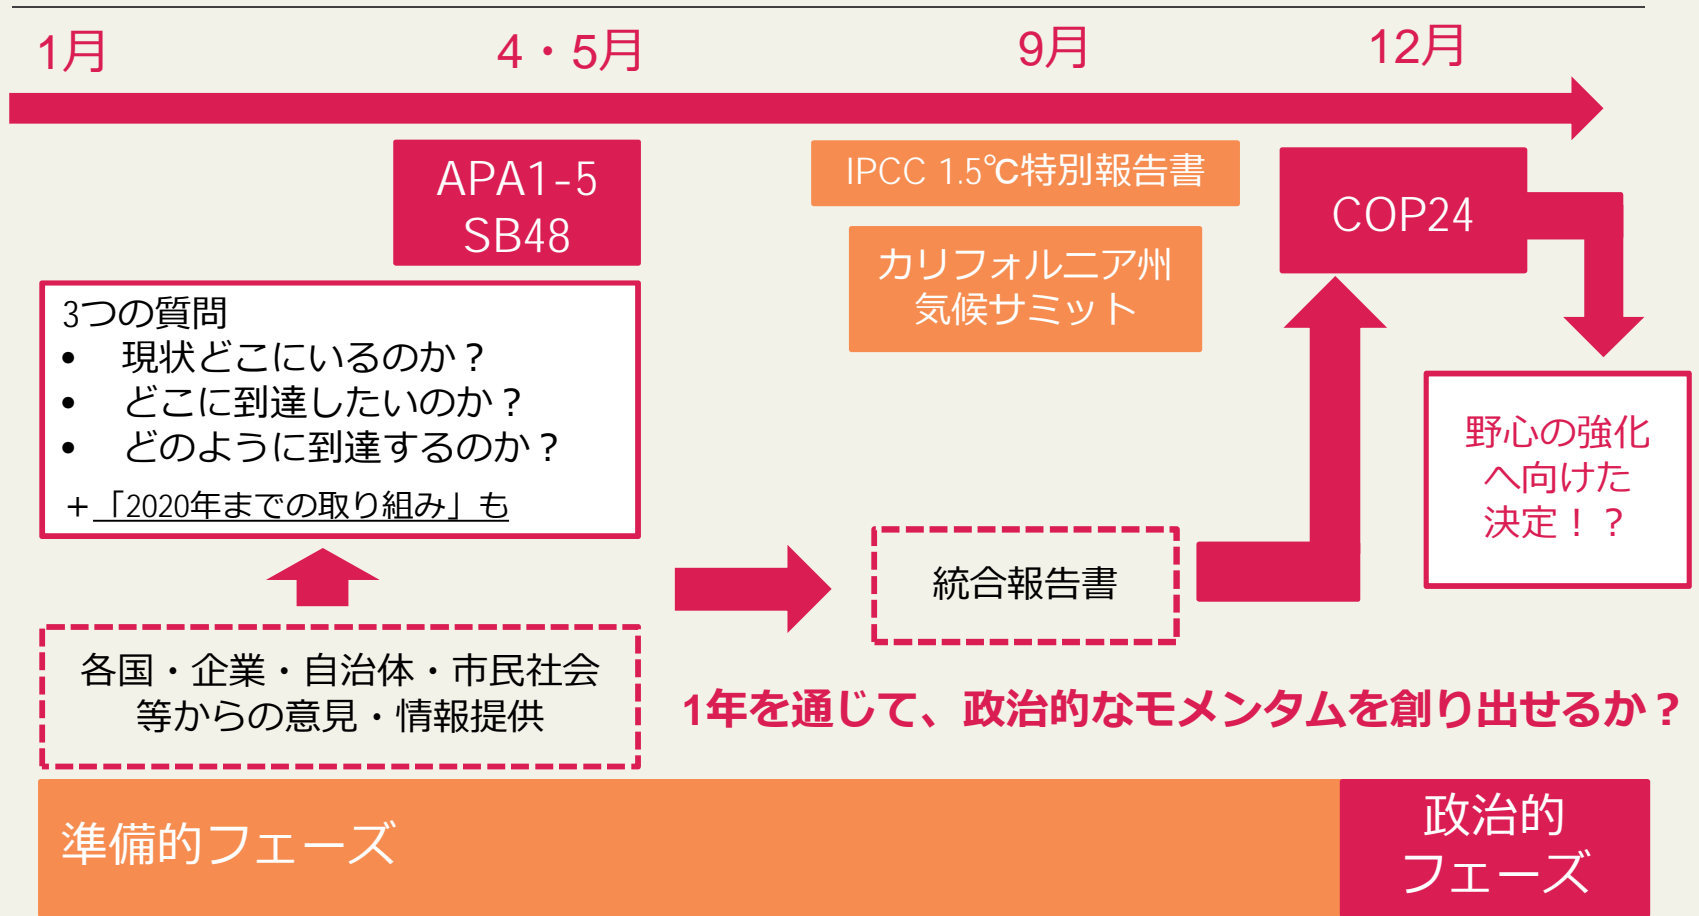 1月
4・5月
9月
12月
APA1-5
SB48
IPCC 1.5℃特別報告書
カリフォルニア州
気候サミット
COP24
3つの質問
• 現状どこにいるのか？
• どこに到達したいのか？
• どのように到達するのか？
＋「2020年までの取り組み」も
野心の強化
へ向けた
決定！？
統合報告書
各国・企業・自治体・市民社会
等からの意見・情報提供
1年を通じて、政治的なモメンタムを創り出せるか？
準備的フェーズ
政治的
フェーズ